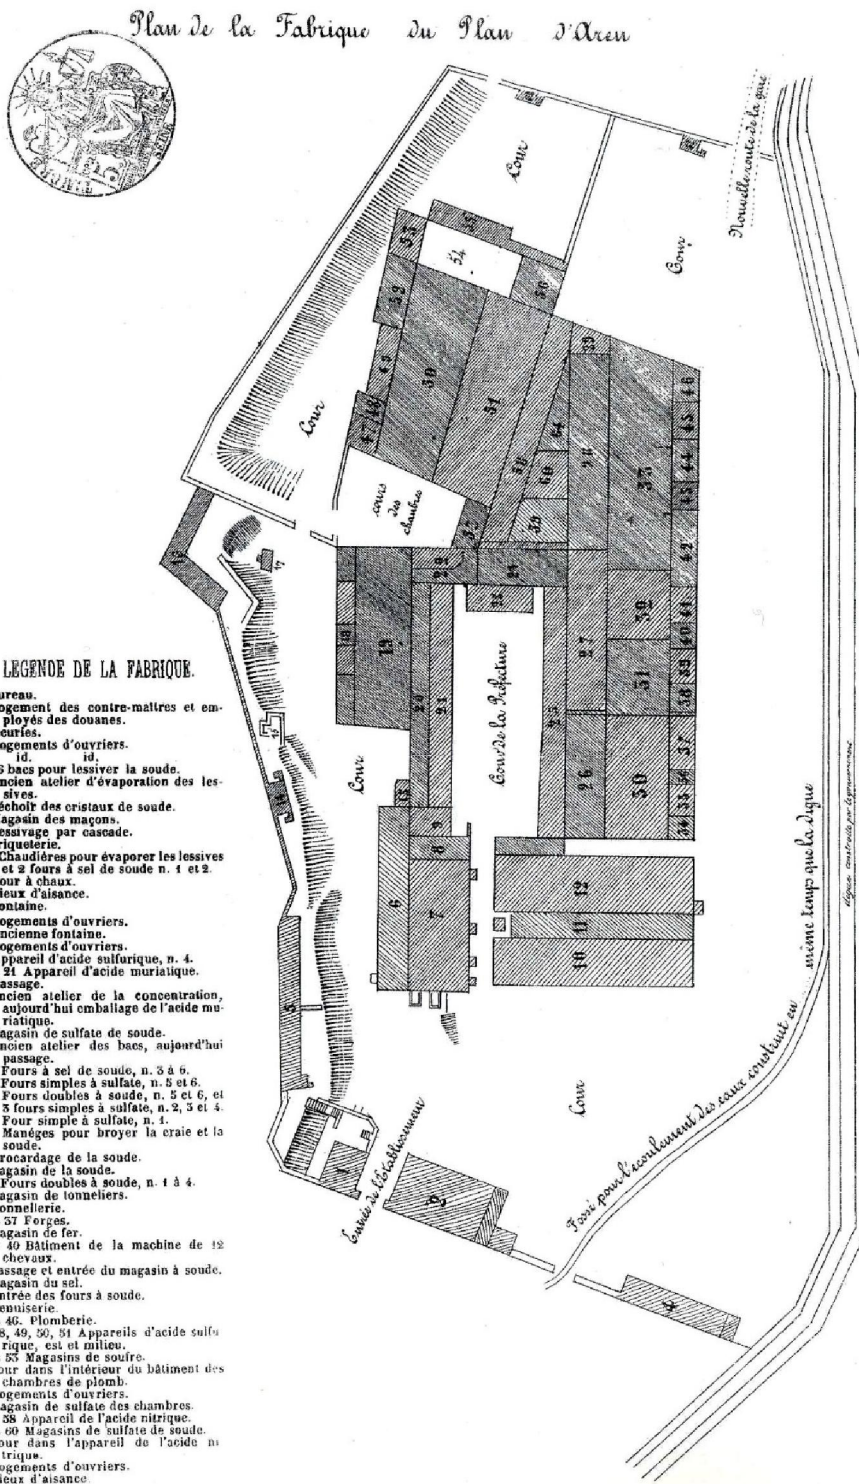 Plan de la Fabrique du Plan d'Aren
TIMBRE
SEINE
Nouvelle route de la gare
Cour
Cour
Cour
cour
des
chambres
Cour de la Préfecture
Cour
Cour
Entrée de l'Etablissement
Fossé pour l'écoulement des eaux construit en même temps que la digue
digue construite par le gouvernement
LEGENDE DE LA FABRIQUE.
ureau.
ogement des contre-maîtres et em-
ployés des douanes.
curies.
ogements d'ouvriers.
id. id.
bacs pour lessiver la soude.
ncien atelier d'évaporation des les-
sives.
échoir des cristaux de soude.
agasin des maçons.
essivage par cascade.
riqueterie.
Chaudières pour évaporer les lessives
et 2 fours à sel de soude n. 1 et 2.
our à chaux.
ieux d'aisance.
ontaine.
ogements d'ouvriers.
ncienne fontaine.
ogements d'ouvriers.
ppareil d'acide sulfurique, n. 4.
21 Appareil d'acide muriatique.
assage.
ncien atelier de la concentration,
aujourd'hui emballage de l'acide mu-
riatique.
agasin de sulfate de soude.
ncien atelier des bacs, aujourd'hui
passage.
Fours à sel de soude, n. 3 à 6.
Fours simples à sulfate, n. 5 et 6.
Fours doubles à soude, n. 5 et 6, et
3 fours simples à sulfate, n. 2, 3 et 4.
Four simple à sulfate, n. 1.
Manéges pour broyer la craie et la
soude.
rocardage de la soude.
agasin de la soude.
Fours doubles à soude, n. 1 à 4.
agasin de tonneliers.
onnellerie.
37 Forges.
agasin de fer.
40 Bâtiment de la machine de 12
chevaux.
assage et entrée du magasin à soude.
agasin du sel.
ntrée des fours à soude.
enuiserie.
46. Plomberie.
8, 49, 50, 51 Appareils d'acide sulfu
rique, est et milieu.
53 Magasins de soufre.
our dans l'intérieur du bâtiment des
chambres de plomb.
ogements d'ouvriers.
agasin de sulfate des chambres.
58 Appareil de l'acide nitrique.
60 Magasins de sulfate de soude.
our dans l'appareil de l'acide ni
trique.
ogements d'ouvriers.
ieux d'aisance